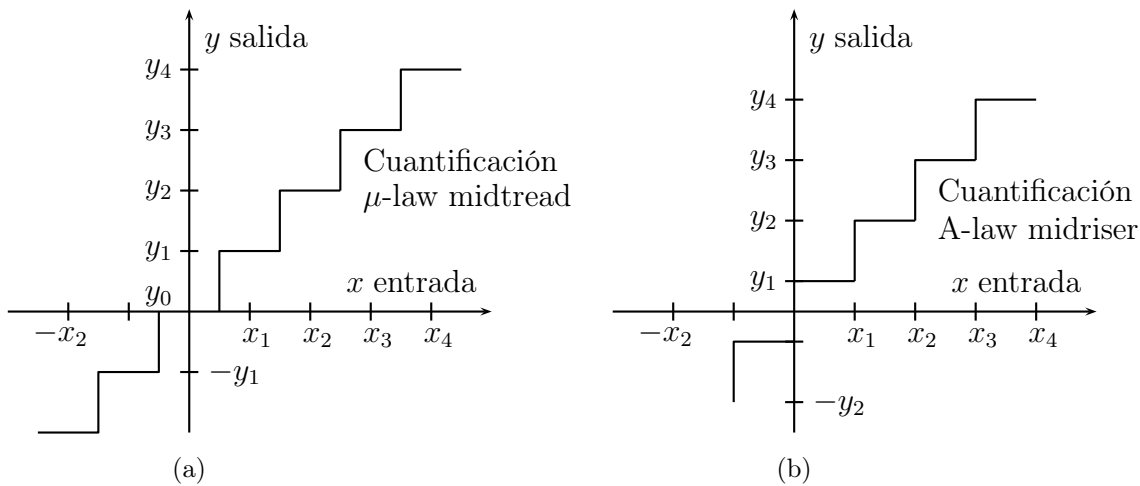 y salida
y₄
y₃
y₂
y₁
y₀
Cuantificación
μ-law midtread
x entrada
−x₂
x₁
x₂
x₃
x₄
−y₁
(a)
y salida
y₄
y₃
y₂
y₁
Cuantificación
A-law midriser
x entrada
−x₂
x₁
x₂
x₃
x₄
−y₂
(b)